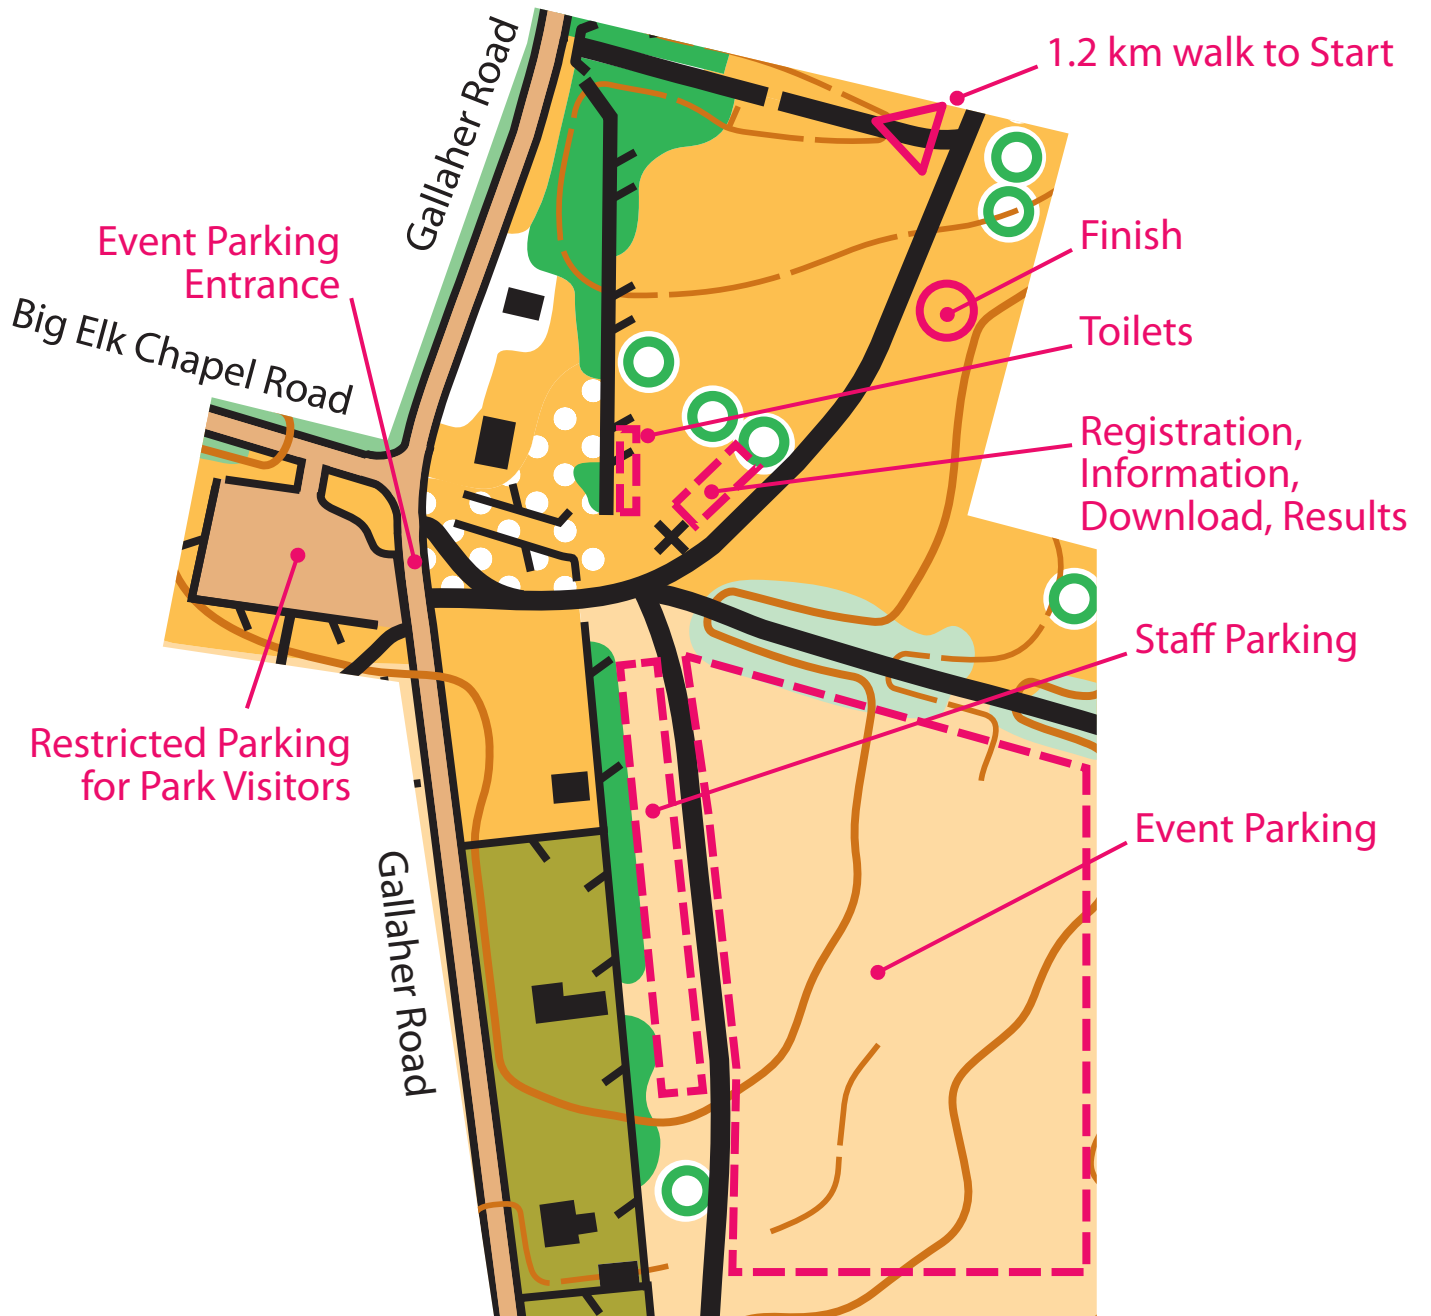 Gallaher Road
1.2 km walk to Start
Event Parking
Entrance
Finish
Big Elk Chapel Road
Toilets
Registration,
Information,
Download, Results
Staff Parking
Restricted Parking
for Park Visitors
Event Parking
Gallaher Road